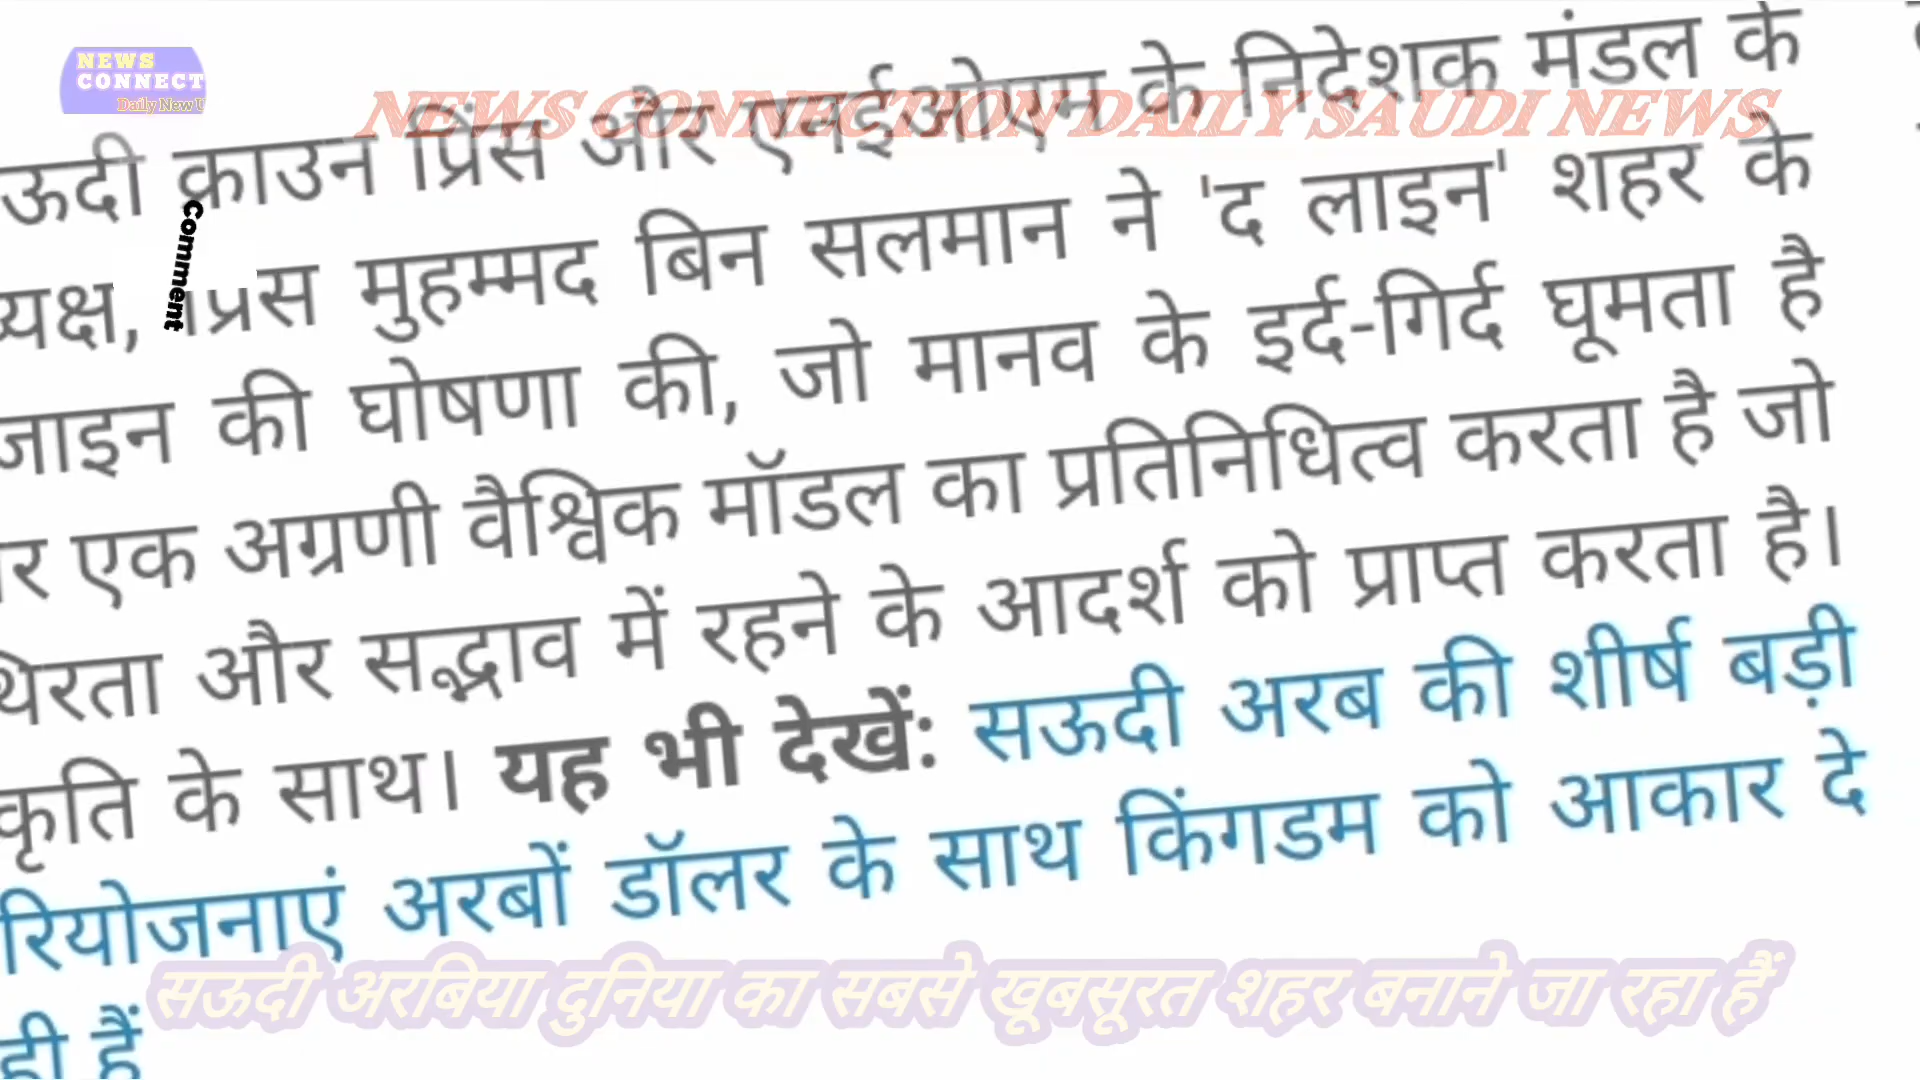 NEWS
CONNECT
Daily New U
NEWS CONNECTION DAILY SAUDI NEWS
ऊदी क्राउन प्रिंस और एनईओएम के निदेशक मंडल के
यक्ष, प्रिंस मुहम्मद बिन सलमान ने 'द लाइन' शहर के
comment
जाइन की घोषणा की, जो मानव के इर्द-गिर्द घूमता है
र एक अग्रणी वैश्विक मॉडल का प्रतिनिधित्व करता है जो
थिरता और सद्भाव में रहने के आदर्श को प्राप्त करता है।
कृति के साथ। यह भी देखें: सऊदी अरब की शीर्ष बड़ी
रियोजनाएं अरबों डॉलर के साथ किंगडम को आकार दे
ही हैं
सऊदी अरबिया दुनिया का सबसे खूबसूरत शहर बनाने जा रहा हैं